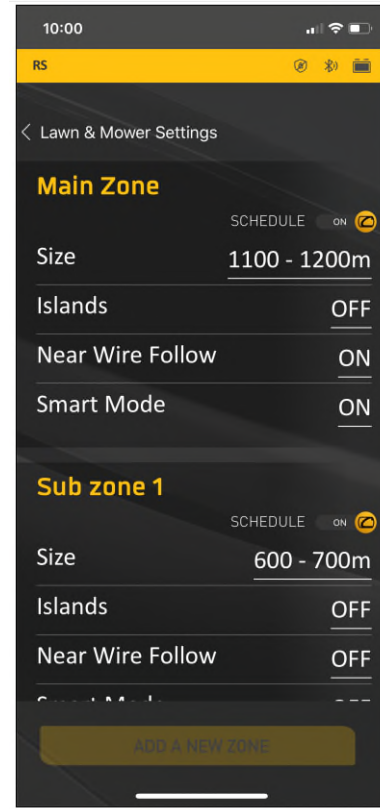 10:00
RS
< Lawn & Mower Settings
Main Zone
SCHEDULE ON
Size 1100 - 1200m
Islands OFF
Near Wire Follow ON
Smart Mode ON
Sub zone 1
SCHEDULE ON
Size 600 - 700m
Islands OFF
Near Wire Follow OFF
ADD A NEW ZONE